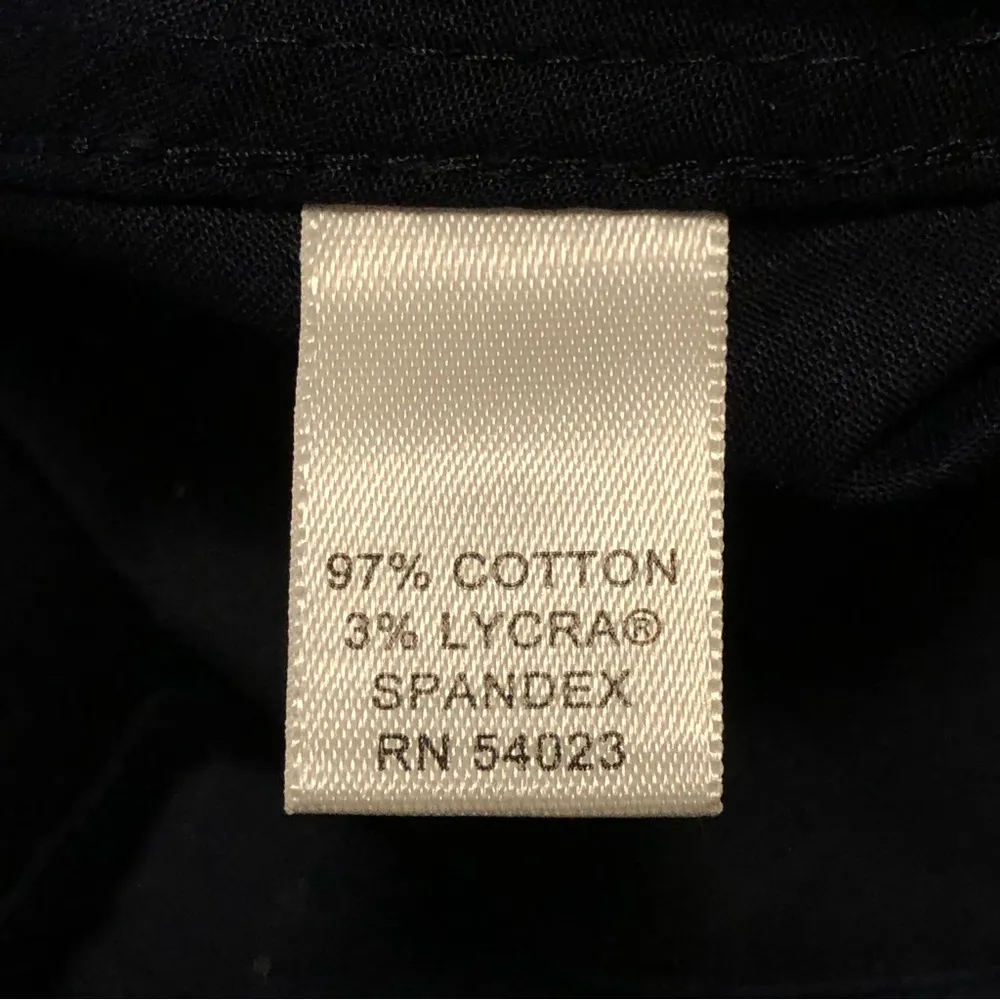 97% COTTON
3% LYCRA®
SPANDEX
RN 54023